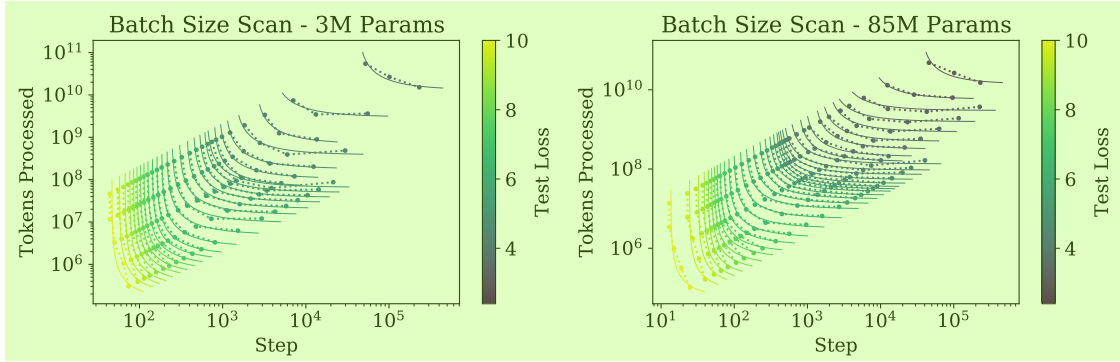 Batch Size Scan - 3M Params
Tokens Processed
10¹¹
10¹⁰
10⁹
10⁸
10⁷
10⁶
10² 10³ 10⁴ 10⁵
Step
10
8
6
4
Test Loss
Batch Size Scan - 85M Params
Tokens Processed
10¹⁰
10⁸
10⁶
10¹ 10² 10³ 10⁴ 10⁵
Step
10
8
6
4
Test Loss